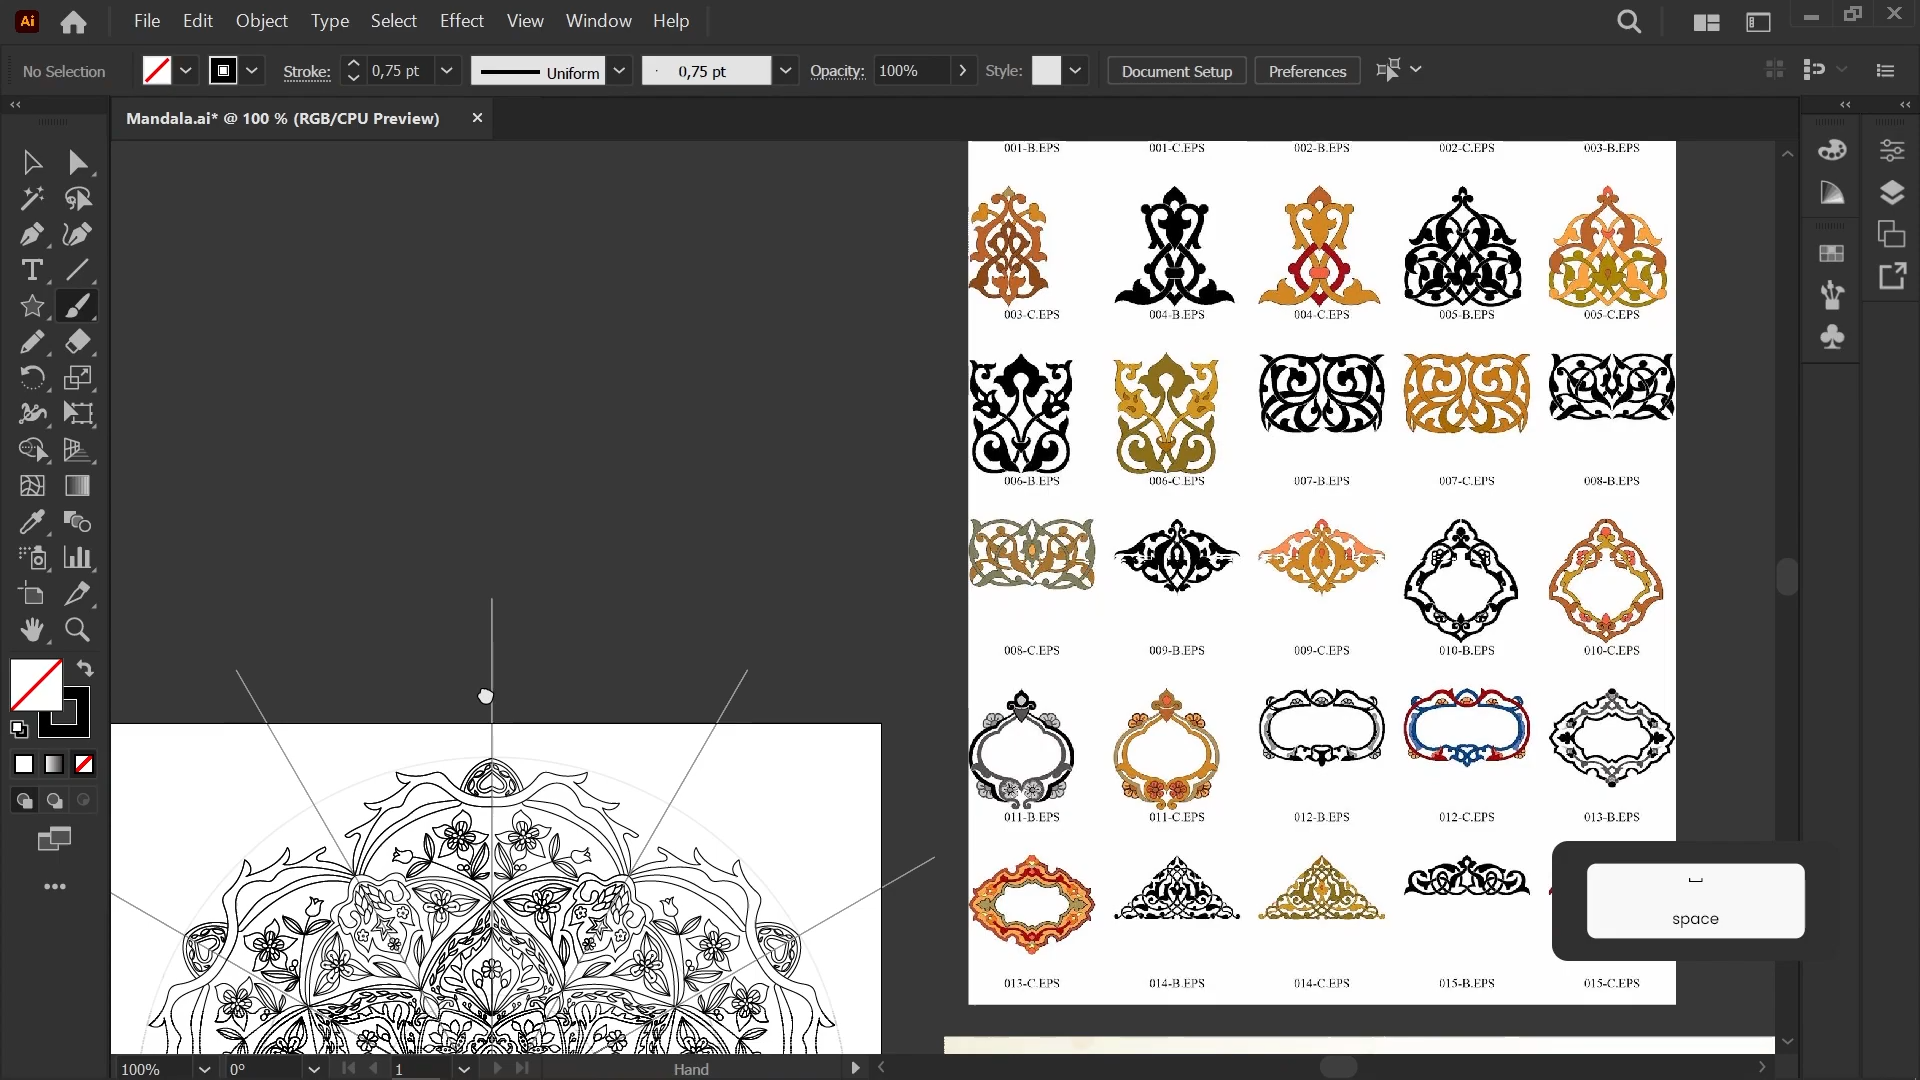 Ai File Edit Object Type Select Effect View Window Help
No Selection Stroke: 0,75 pt Uniform 0,75 pt Opacity: 100% Style: Document Setup Preferences
Mandala.ai* @ 100 % (RGB/CPU Preview)
001-B.EPS 001-C.EPS 002-B.EPS 002-C.EPS 003-B.EPS
003-C.EPS 004-B.EPS 004-C.EPS 005-B.EPS 005-C.EPS
006-B.EPS 006-C.EPS 007-B.EPS 007-C.EPS 008-B.EPS
008-C.EPS 009-B.EPS 009-C.EPS 010-B.EPS 010-C.EPS
011-B.EPS 011-C.EPS 012-B.EPS 012-C.EPS 013-B.EPS
space
013-C.EPS 014-B.EPS 014-C.EPS 015-B.EPS 015-C.EPS
100% 0° 1 Hand